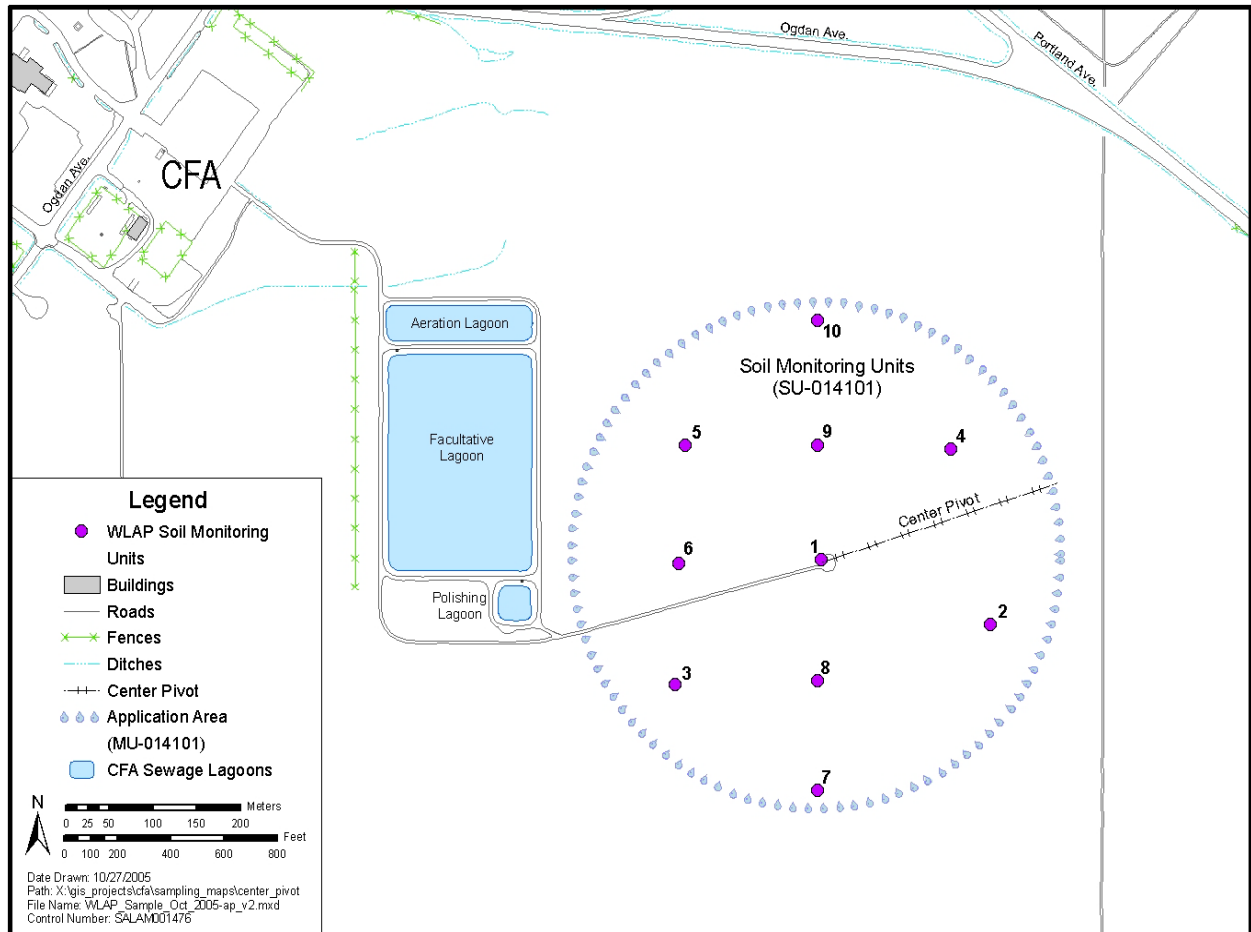 Ogdan Ave.
Portland Ave.
Ogdan Ave.
CFA
Aeration Lagoon
Facultative
Lagoon
Polishing
Lagoon
10
Soil Monitoring Units
(SU-014101)
5
9
4
Center Pivot
6
1
2
3
8
7
Legend
WLAP Soil Monitoring
Units
Buildings
Roads
Fences
Ditches
Center Pivot
Application Area
(MU-014101)
CFA Sewage Lagoons
N
Meters
0 25 50 100 150 200
Feet
0 100 200 400 600 800
Date Drawn: 10/27/2005
Path: X:\gis_projects\cfa\sampling_maps\center_pivot
File Name: WLAP_Sample_Oct_2005-ap_v2.mxd
Control Number: SALAM001476